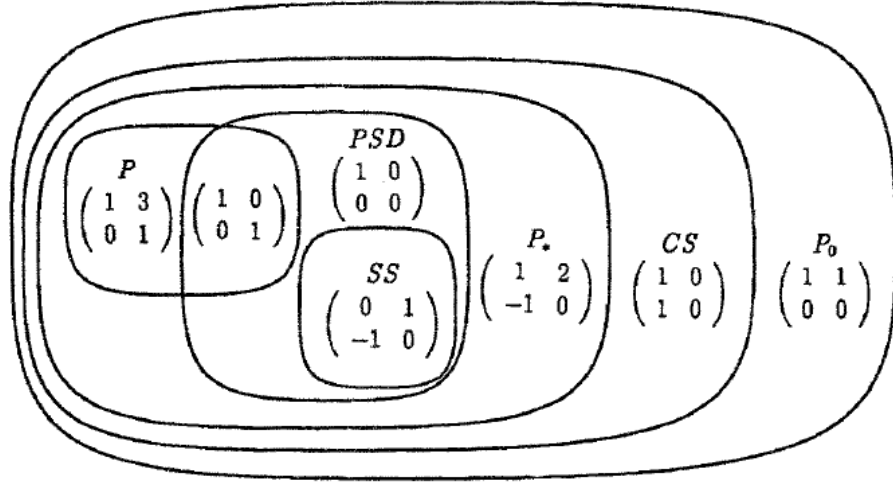 PSD
P
( 1 0 )
( 0 0 )
( 1 3 )
( 0 1 )
( 1 0 )
( 0 1 )
P*
CS
P0
SS
( 1 2 )
( -1 0 )
( 1 0 )
( 1 0 )
( 1 1 )
( 0 0 )
( 0 1 )
( -1 0 )